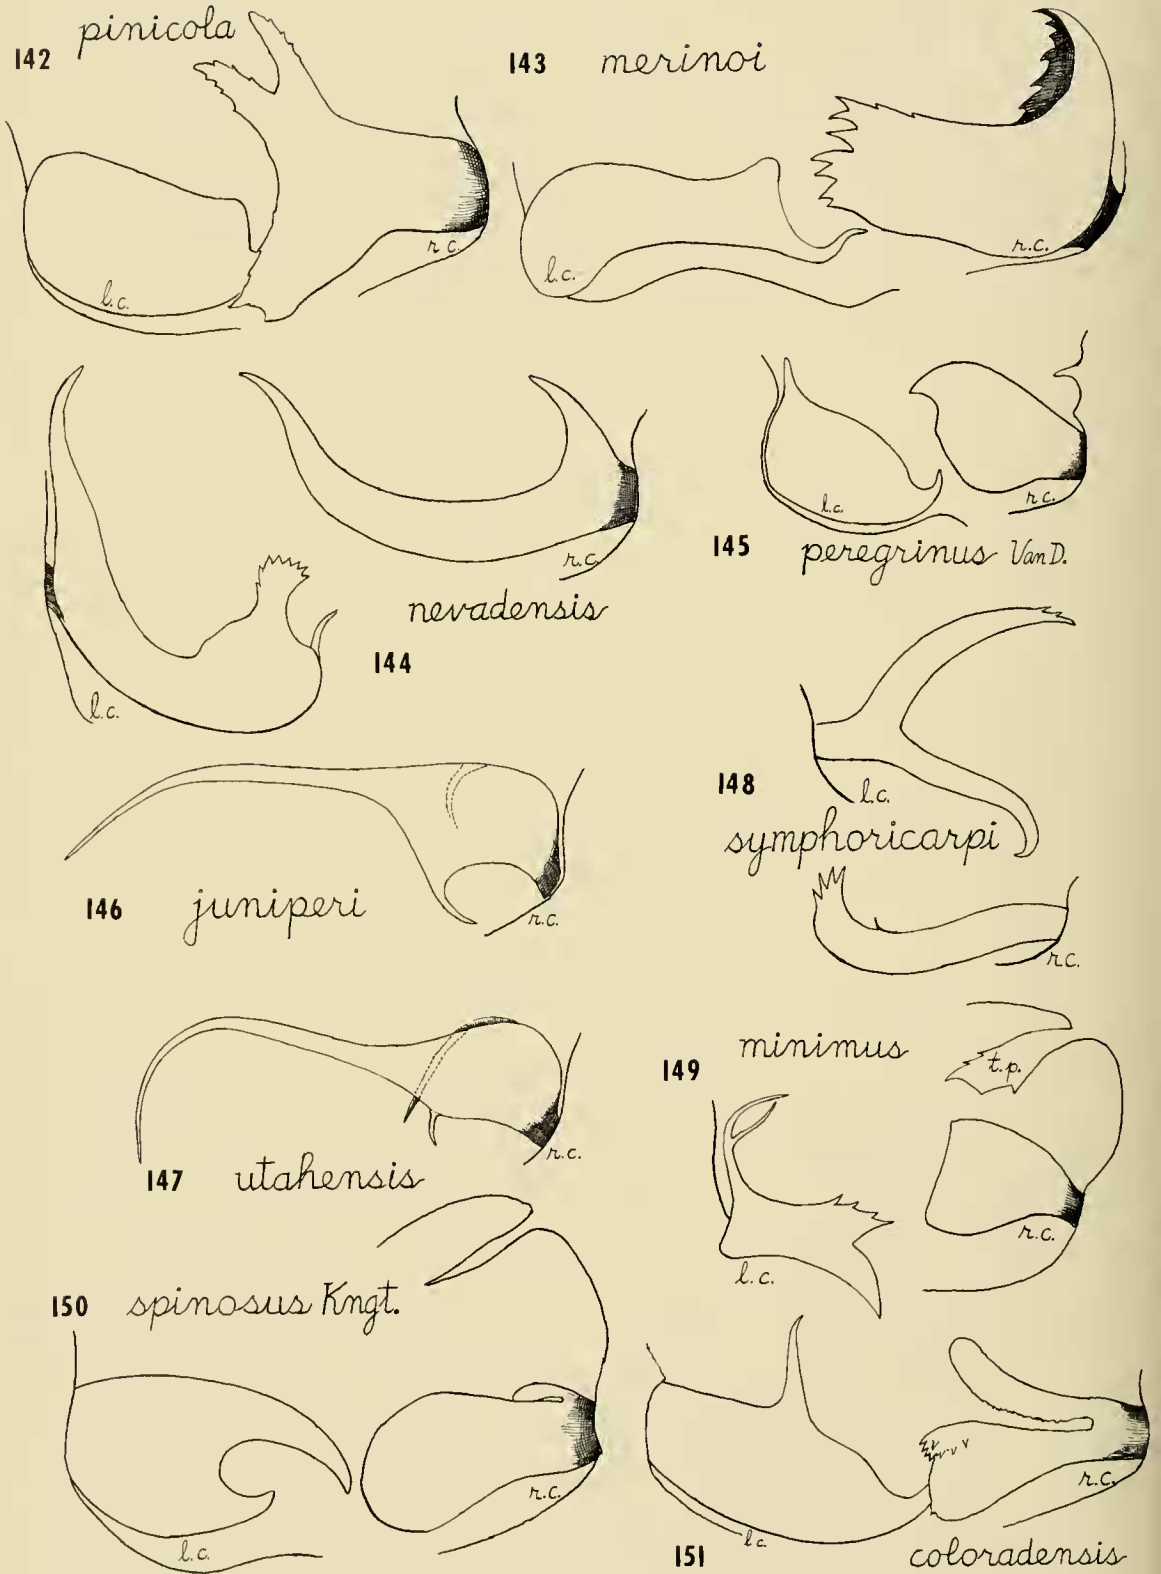 142 pinicola
l.c.
r.c.
143 merinoi
l.c.
r.c.
144 nevadensis
l.c.
r.c.
145 peregrinus Van D.
l.c.
r.c.
146 juniperi
r.c.
148
symphoricarpi
l.c.
r.c.
147 utahensis
r.c.
149 minimus
t.p.
l.c.
r.c.
150 spinosus Kngt.
l.c.
r.c.
151 coloradensis
l.c.
r.c.